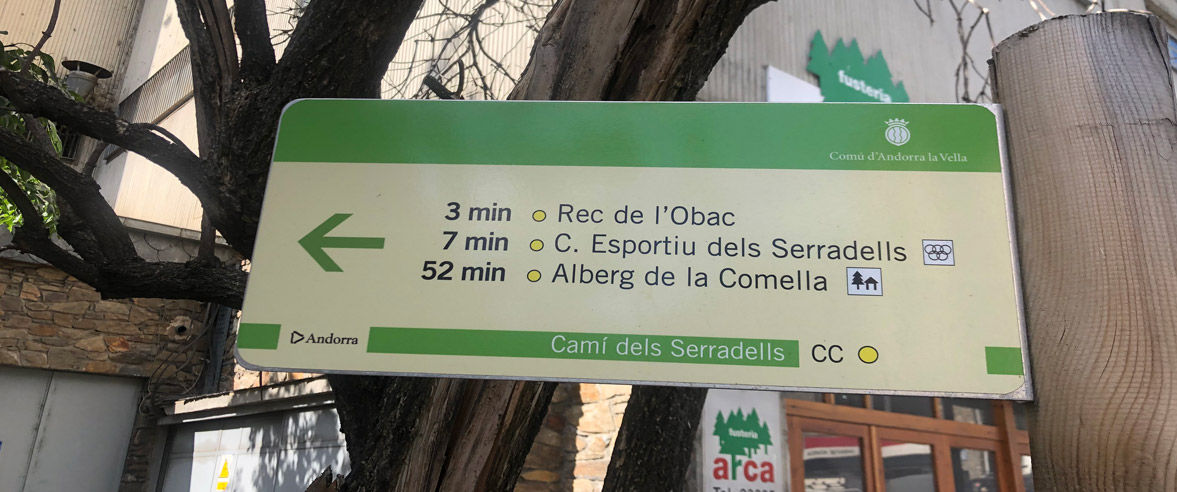 fusteria
Comú d'Andorra la Vella
3 min Rec de l'Obac
7 min C. Esportiu dels Serradells
52 min Alberg de la Comella
Andorra
Camí dels Serradells CC
fusteria
arca
Tel.